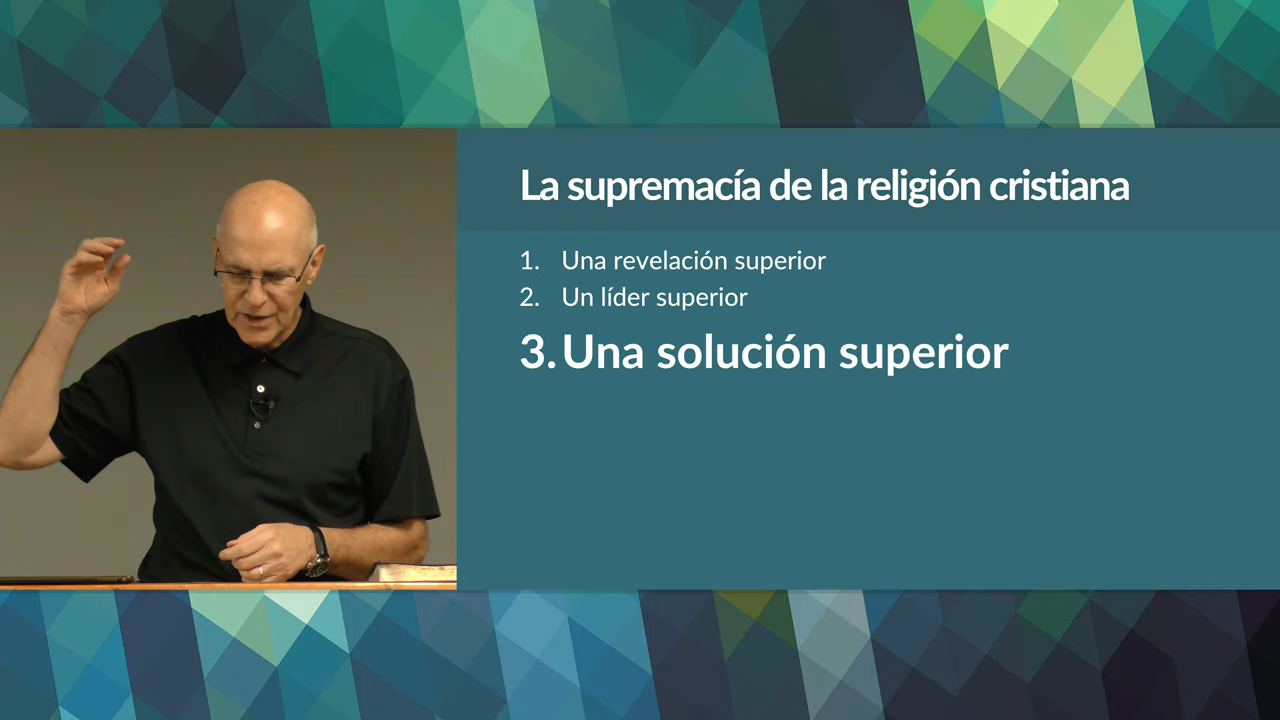 La supremacía de la religión cristiana
1. Una revelación superior
2. Un líder superior
3. Una solución superior